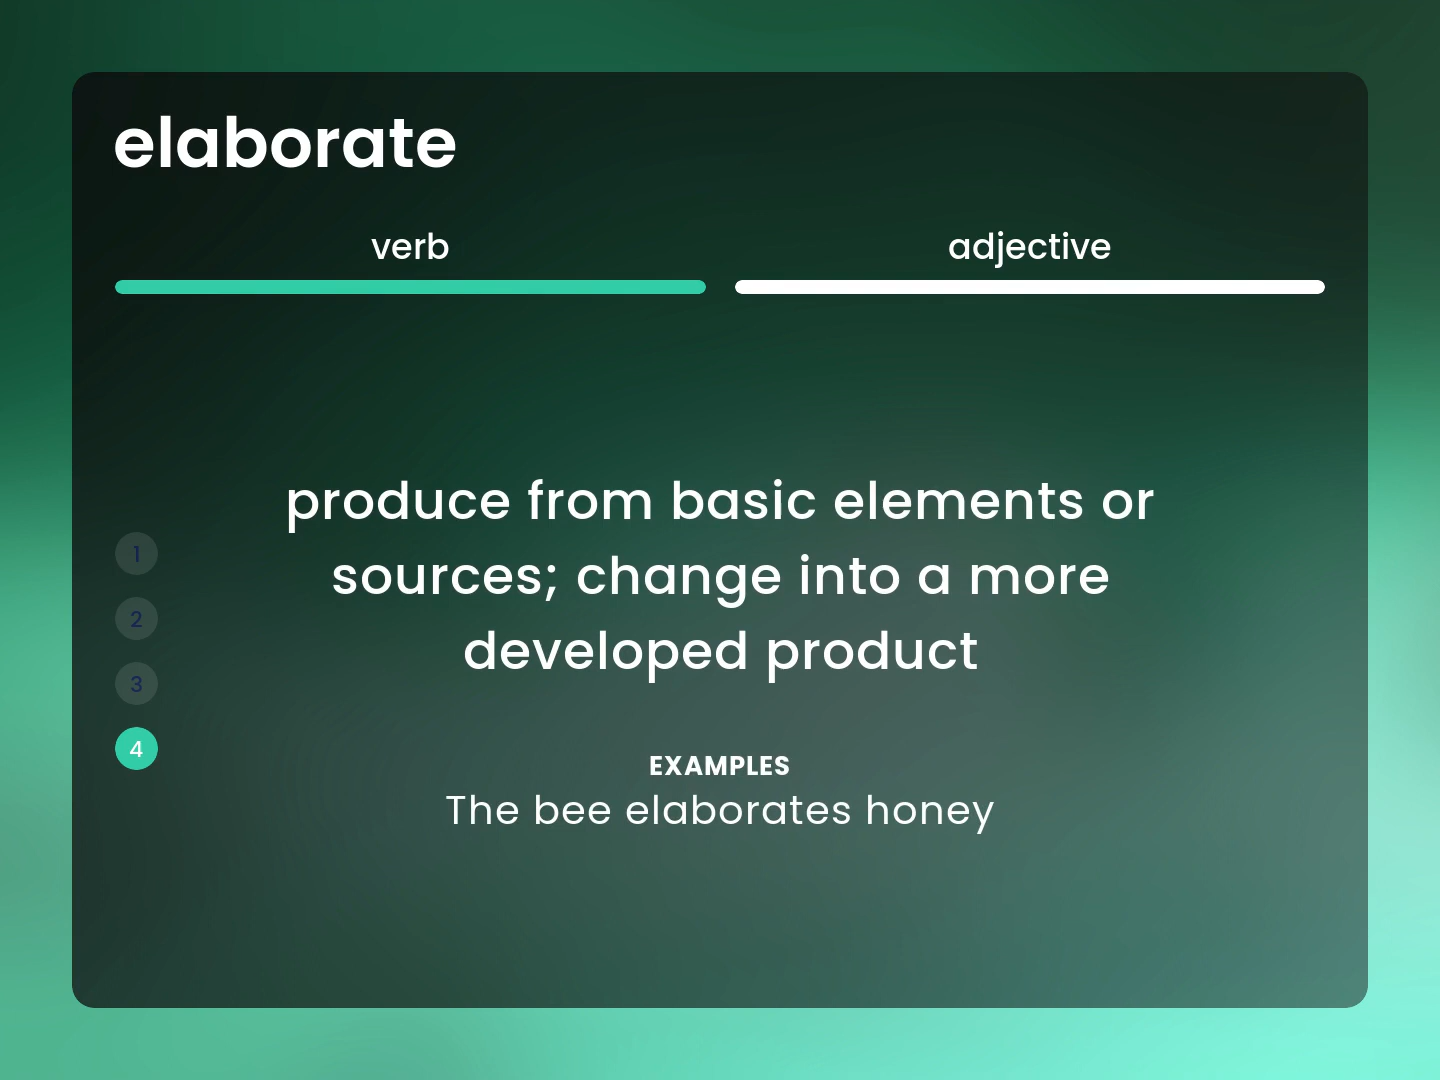 elaborate
verb
adjective
produce from basic elements or
sources; change into a more
developed product
1
2
3
4
EXAMPLES
The bee elaborates honey